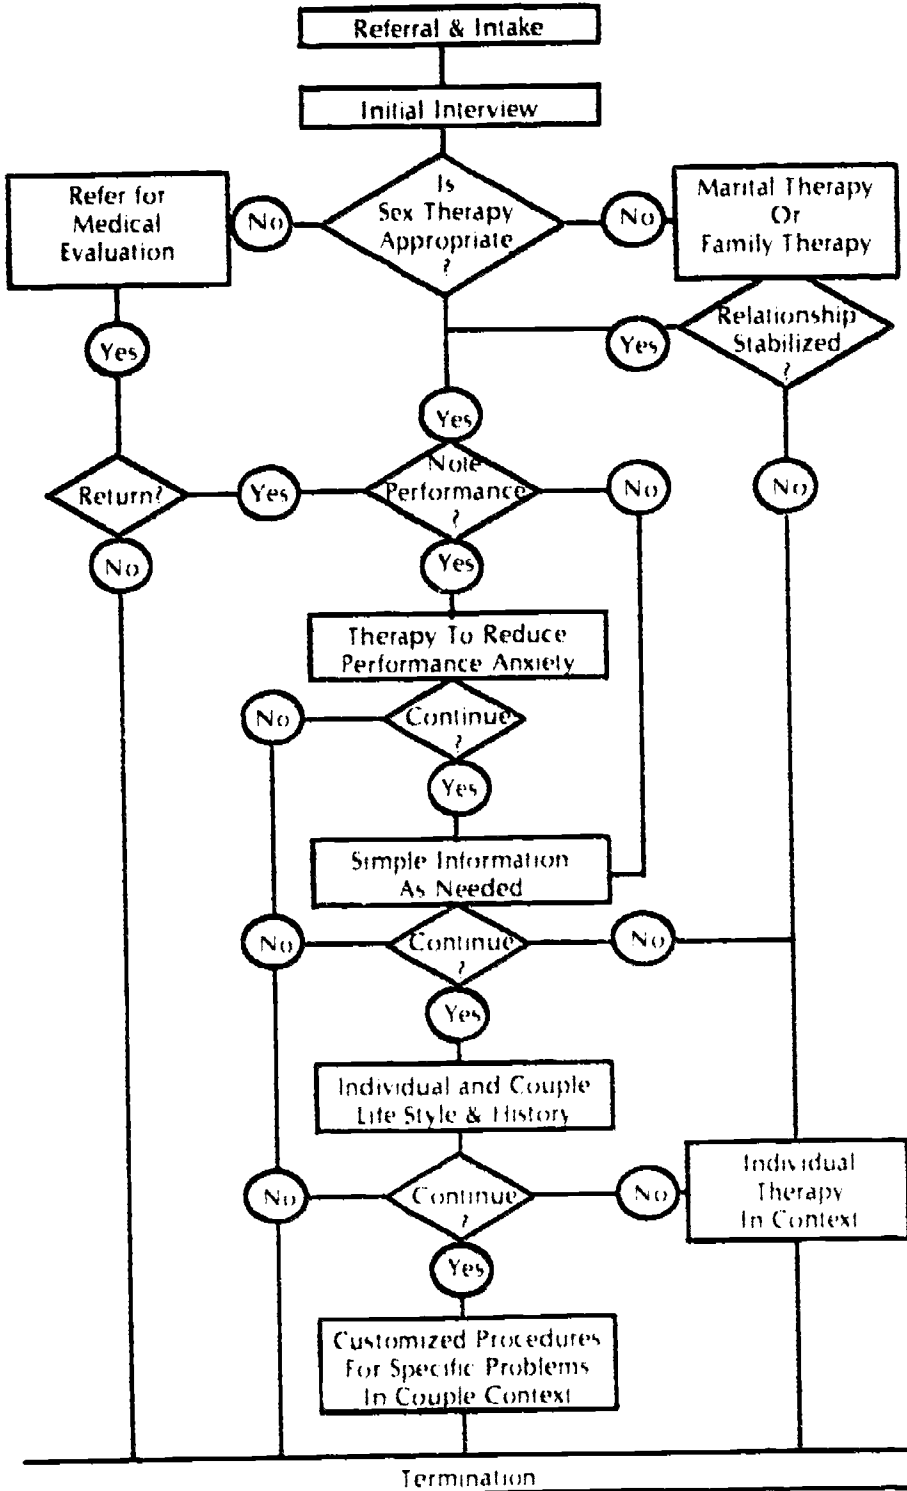 Referral & Intake
Initial Interview
Is
Sex Therapy
Appropriate
?
No
Refer for
Medical
Evaluation
No
Marital Therapy
Or
Family Therapy
Yes
Yes
Relationship
Stabilized
?
Yes
No
Return?
Yes
Note
Performance
?
No
No
Yes
Therapy To Reduce
Performance Anxiety
No
Continue
?
Yes
Simple Information
As Needed
No
Continue
?
No
Yes
Individual and Couple
Life Style & History
No
Continue
?
No
Individual
Therapy
In Context
Yes
Customized Procedures
For Specific Problems
In Couple Context
Termination